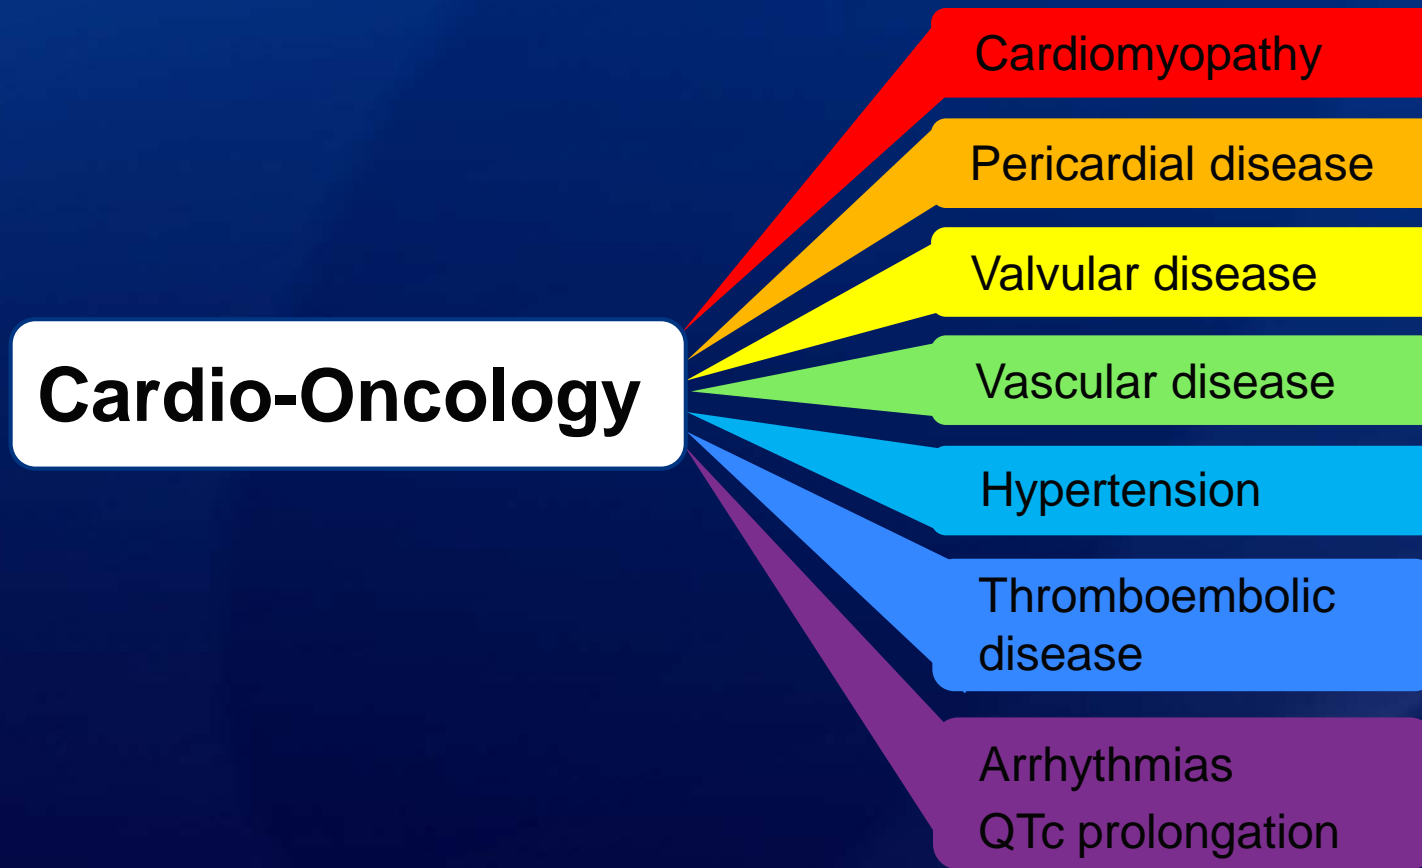 Cardiomyopathy
Pericardial disease
Valvular disease
Cardio-Oncology
Vascular disease
Hypertension
Thromboembolic
disease
Arrhythmias
QTc prolongation